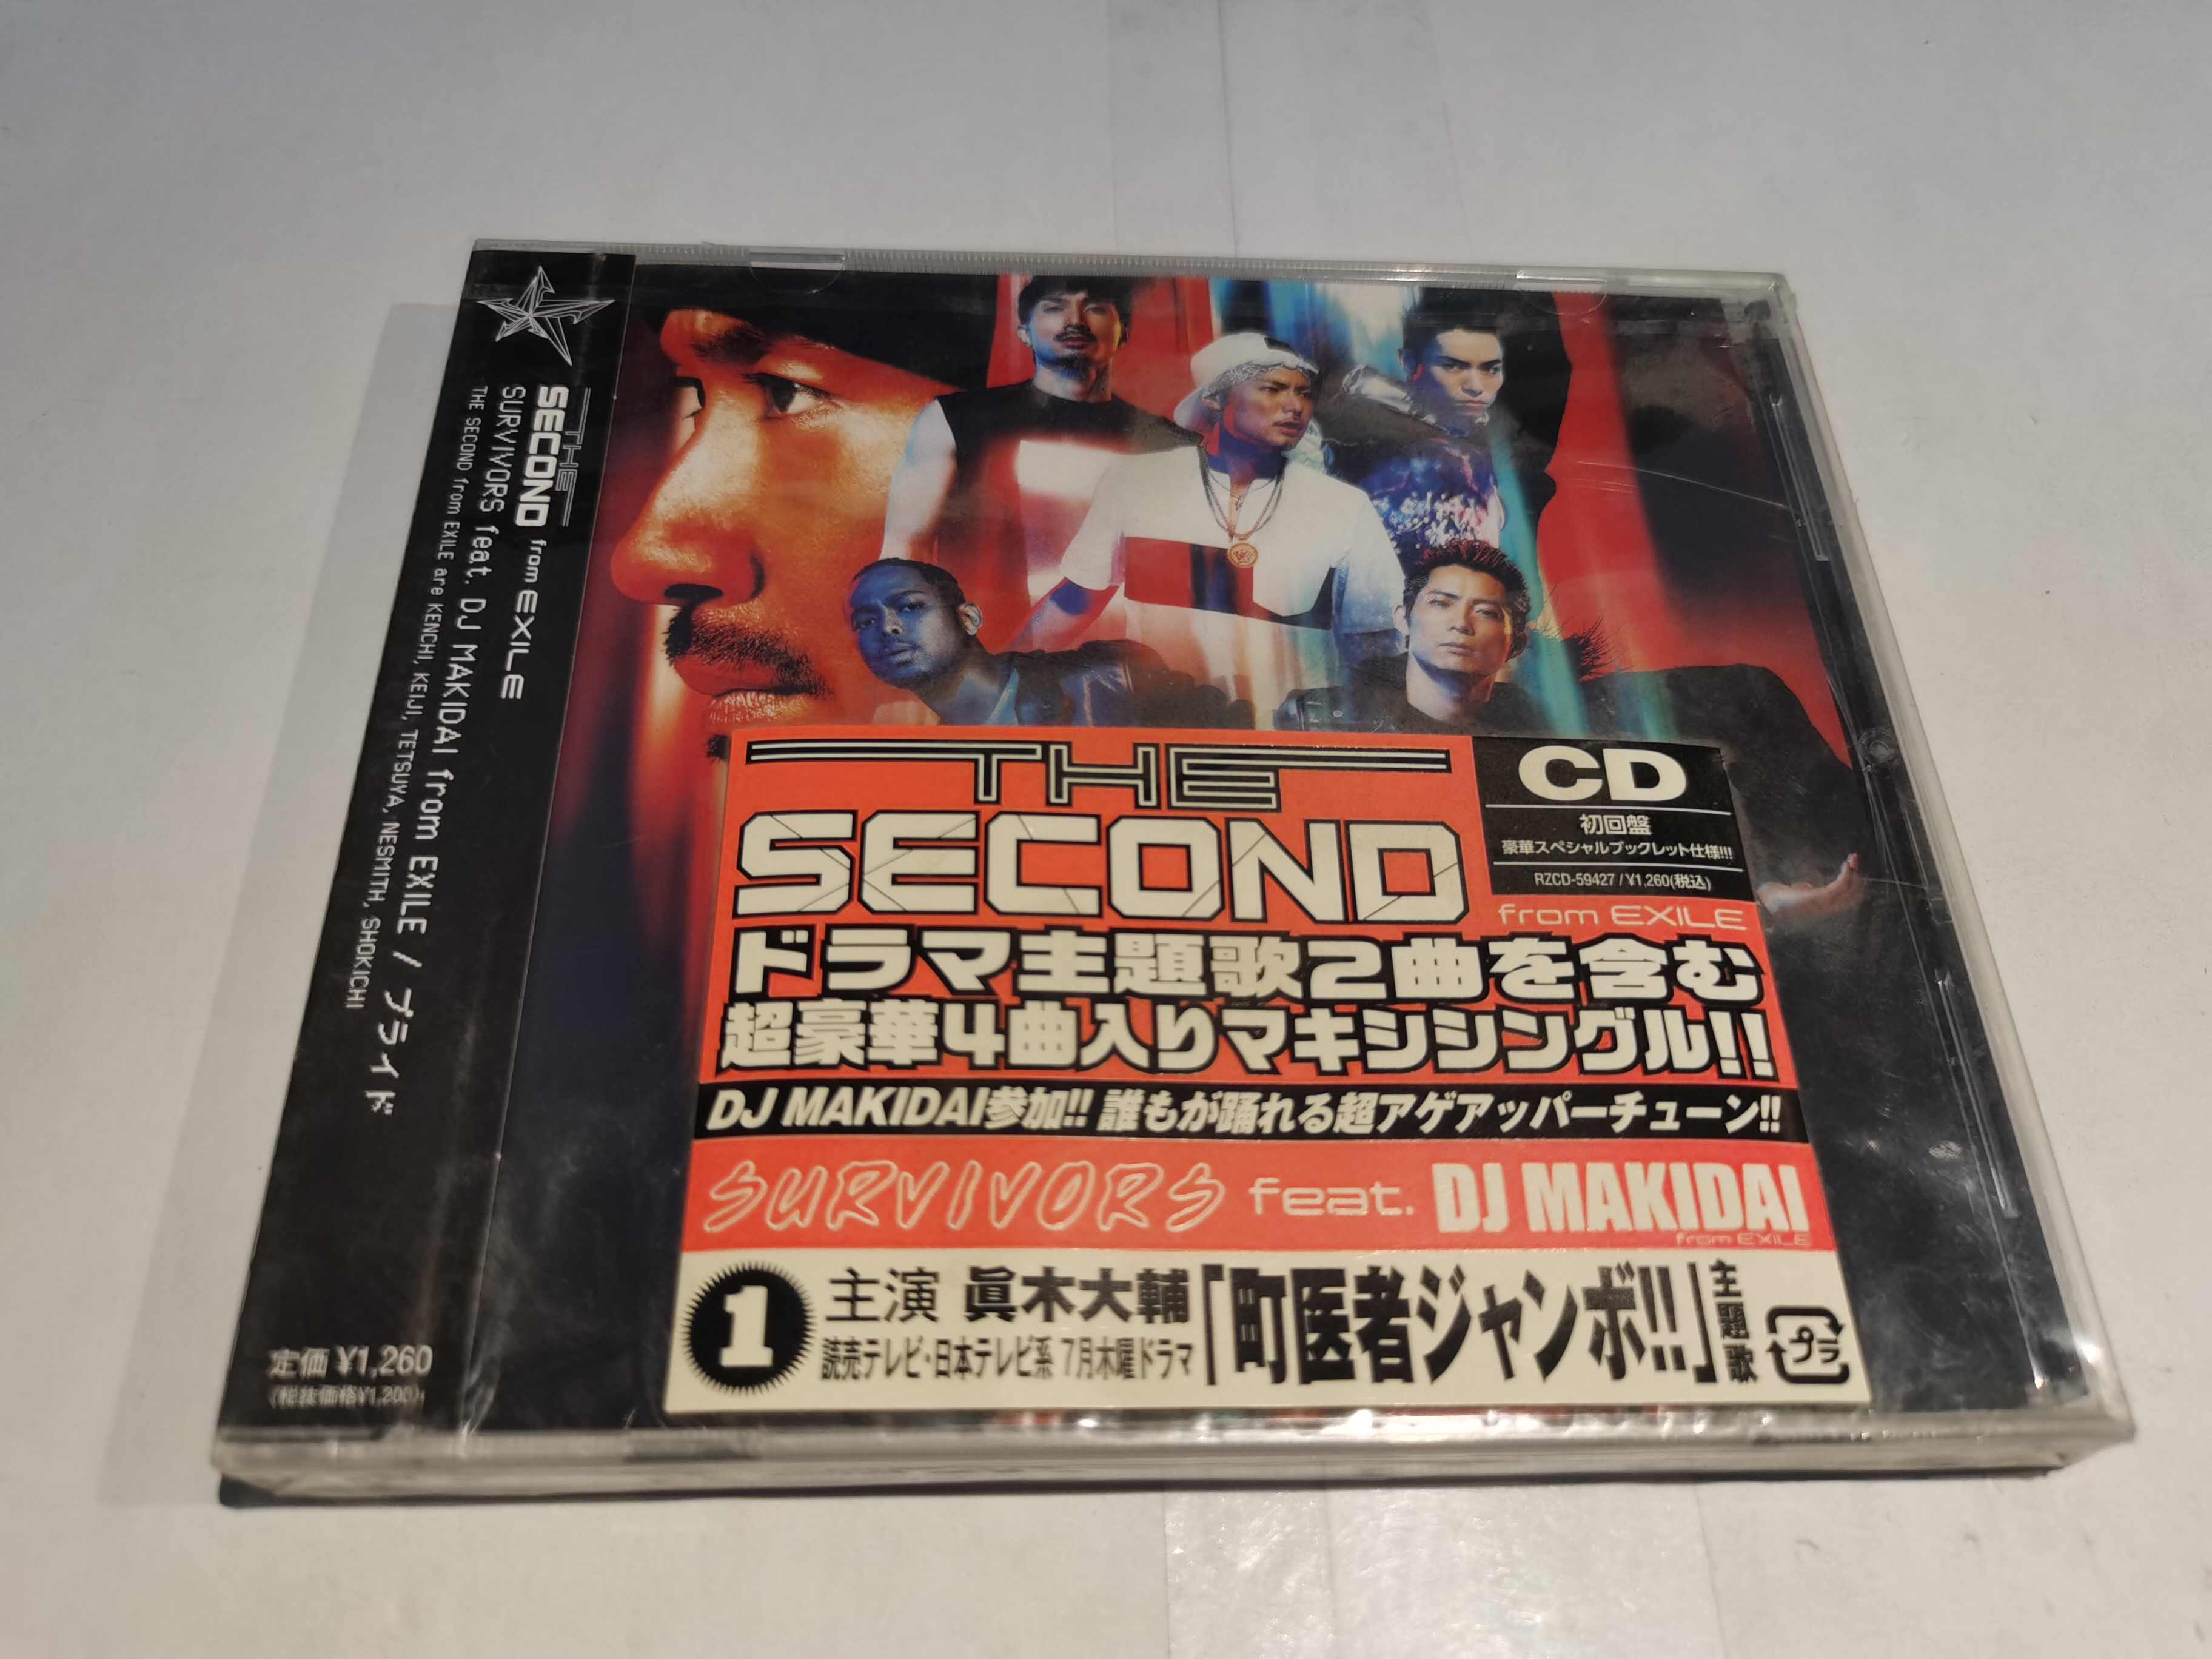 THE
SECOND from EXILE
SURVIVORS feat. DJ MAKIDAI from EXILE / プライド
THE SECOND from EXILE are KENCHI, KEIJI, TETSUYA, NESMITH, SHOKICHI
定価 ¥1,260
(税抜価格¥1,200)
THE
SECOND
from EXILE
CD
初回盤
豪華スペシャルブックレット仕様!!!
RZCD-59427 / ¥1,260(税込)
ドラマ主題歌2曲を含む
超豪華4曲入りマキシシングル!!
DJ MAKIDAI参加!! 誰もが踊れる超アゲアッパーチューン!!
SURVIVORS feat. DJ MAKIDAI
from EXILE
1
主演 眞木大輔
読売テレビ・日本テレビ系 7月木曜ドラマ
「町医者ジャンボ!!」主題歌
プラ